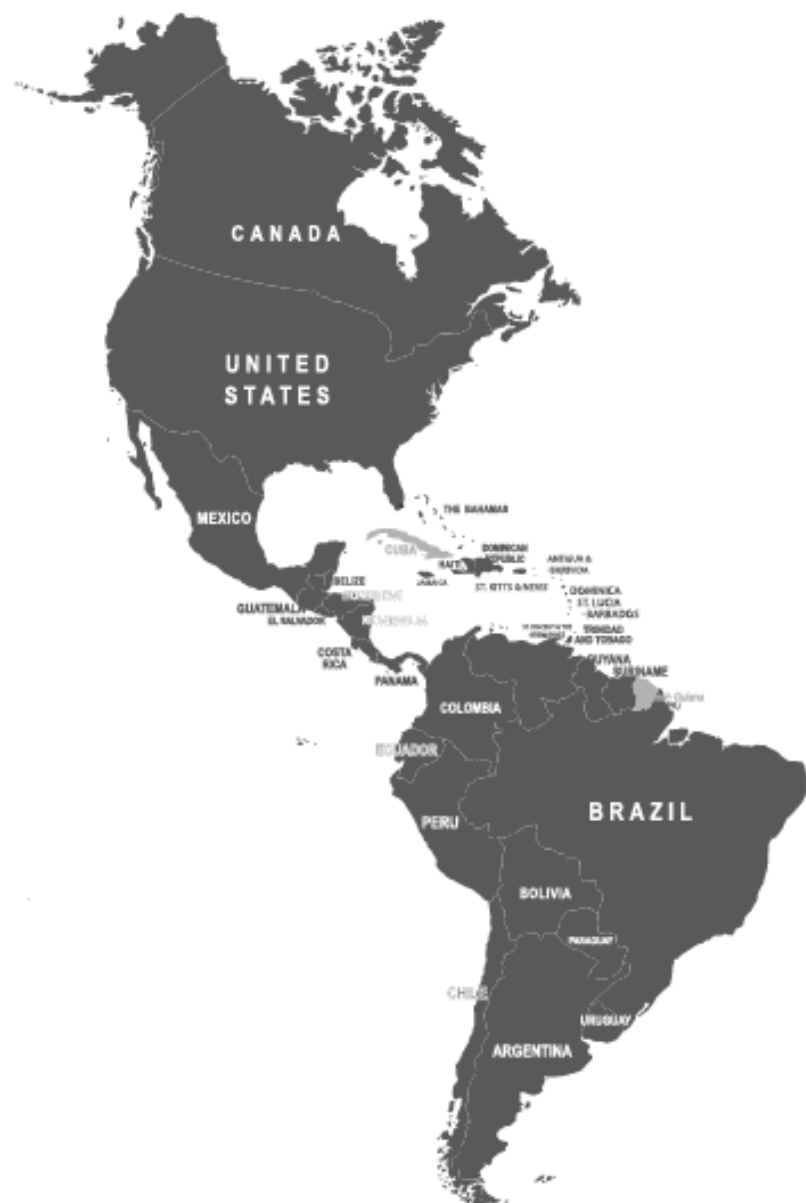 CANADA
UNITED
STATES
MEXICO
THE BAHAMAS
CUBA
DOMINICAN
REPUBLIC
HAITI
JAMAICA
ANTIGUA &
BARBUDA
ST. KITTS & NEVIS
BELIZE
DOMINICA
ST. LUCIA
BARBADOS
GUATEMALA
EL SALVADOR
TRINIDAD
AND TOBAGO
COSTA
RICA
PANAMA
GUYANA
SURINAME
COLOMBIA
ECUADOR
PERU
BRAZIL
BOLIVIA
PARAGUAY
CHILE
URUGUAY
ARGENTINA